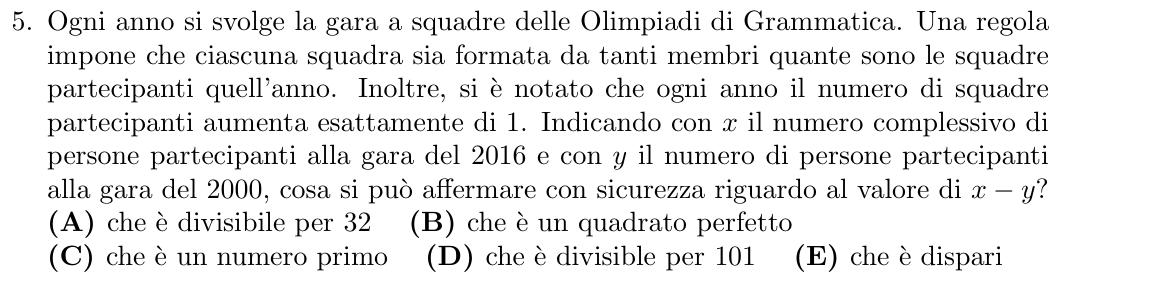 5. Ogni anno si svolge la gara a squadre delle Olimpiadi di Grammatica. Una regola
impone che ciascuna squadra sia formata da tanti membri quante sono le squadre
partecipanti quell'anno. Inoltre, si è notato che ogni anno il numero di squadre
partecipanti aumenta esattamente di 1. Indicando con x il numero complessivo di
persone partecipanti alla gara del 2016 e con y il numero di persone partecipanti
alla gara del 2000, cosa si può affermare con sicurezza riguardo al valore di x − y?
(A) che è divisibile per 32 (B) che è un quadrato perfetto
(C) che è un numero primo (D) che è divisible per 101 (E) che è dispari